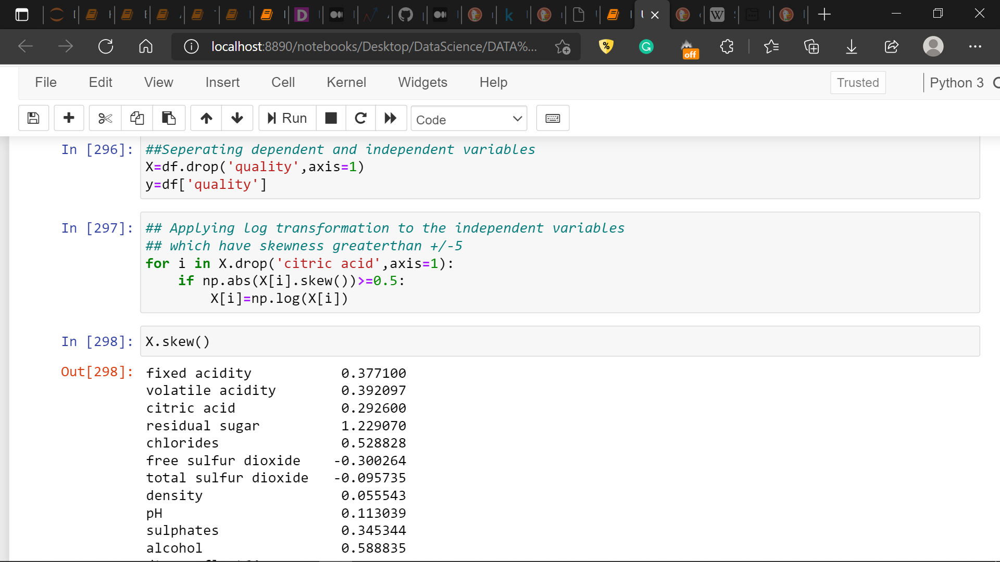 localhost:8890/notebooks/Desktop/DataScience/DATA%...
%
G
off
File Edit View Insert Cell Kernel Widgets Help
Trusted
Python 3
Run
Code
In [296]:
##Seperating dependent and independent variables
X=df.drop('quality',axis=1)
y=df['quality']
In [297]:
## Applying log transformation to the independent variables
## which have skewness greaterthan +/-5
for i in X.drop('citric acid',axis=1):
    if np.abs(X[i].skew())>=0.5:
        X[i]=np.log(X[i])
In [298]:
X.skew()
Out[298]:
fixed acidity 0.377100
volatile acidity 0.392097
citric acid 0.292600
residual sugar 1.229070
chlorides 0.528828
free sulfur dioxide -0.300264
total sulfur dioxide -0.095735
density 0.055543
pH 0.113039
sulphates 0.345344
alcohol 0.588835